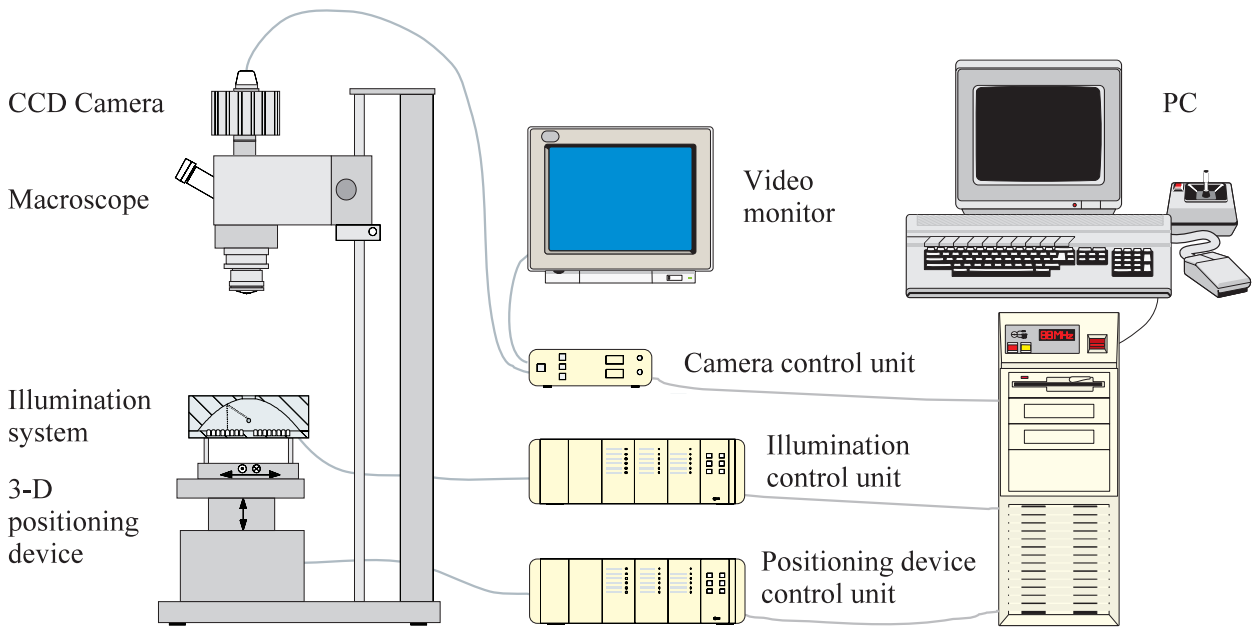 CCD Camera
Macroscope
Illumination
system
3-D
positioning
device
Video
monitor
PC
Camera control unit
Illumination
control unit
Positioning device
control unit
88MHz